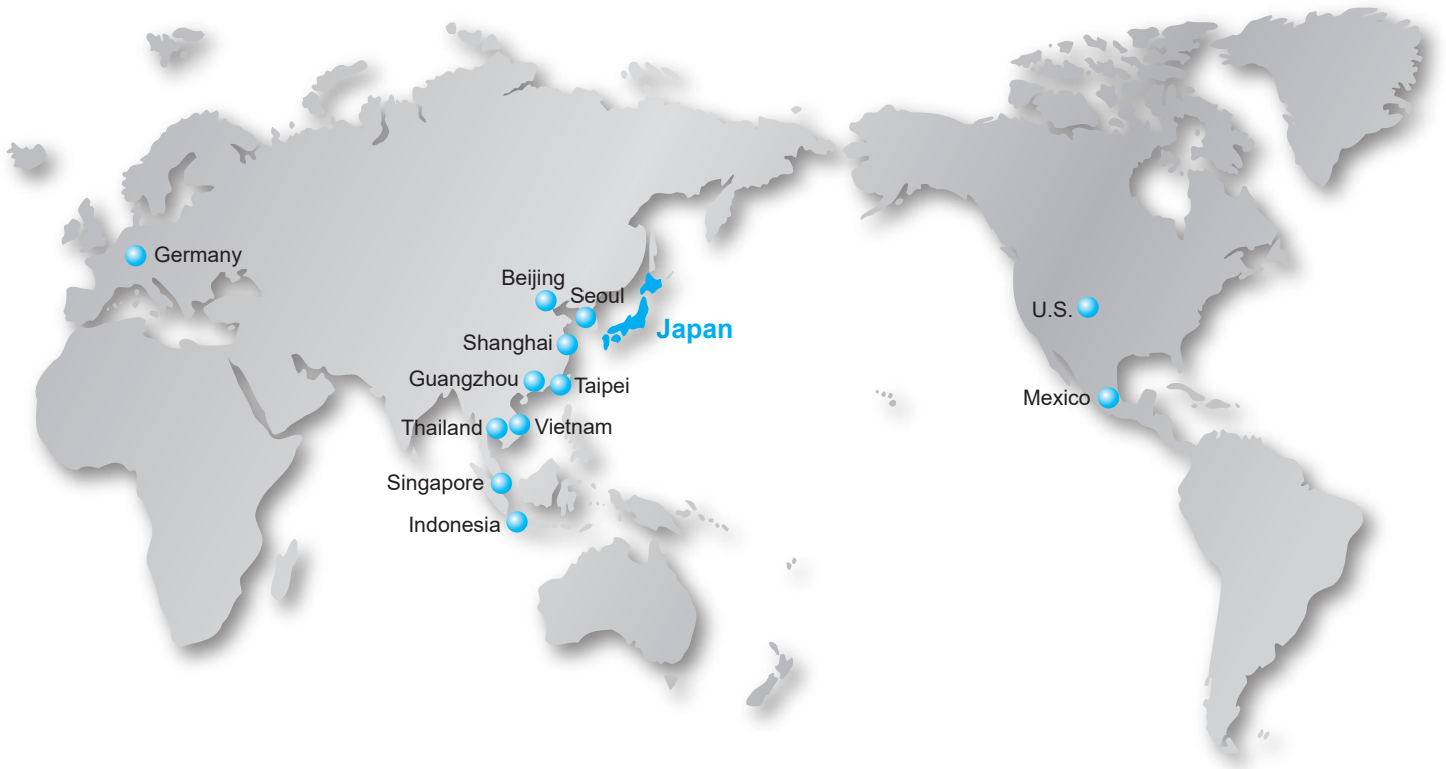 Germany
Beijing
Seoul
U.S.
Japan
Shanghai
Guangzhou
Taipei
Mexico
Thailand
Vietnam
Singapore
Indonesia